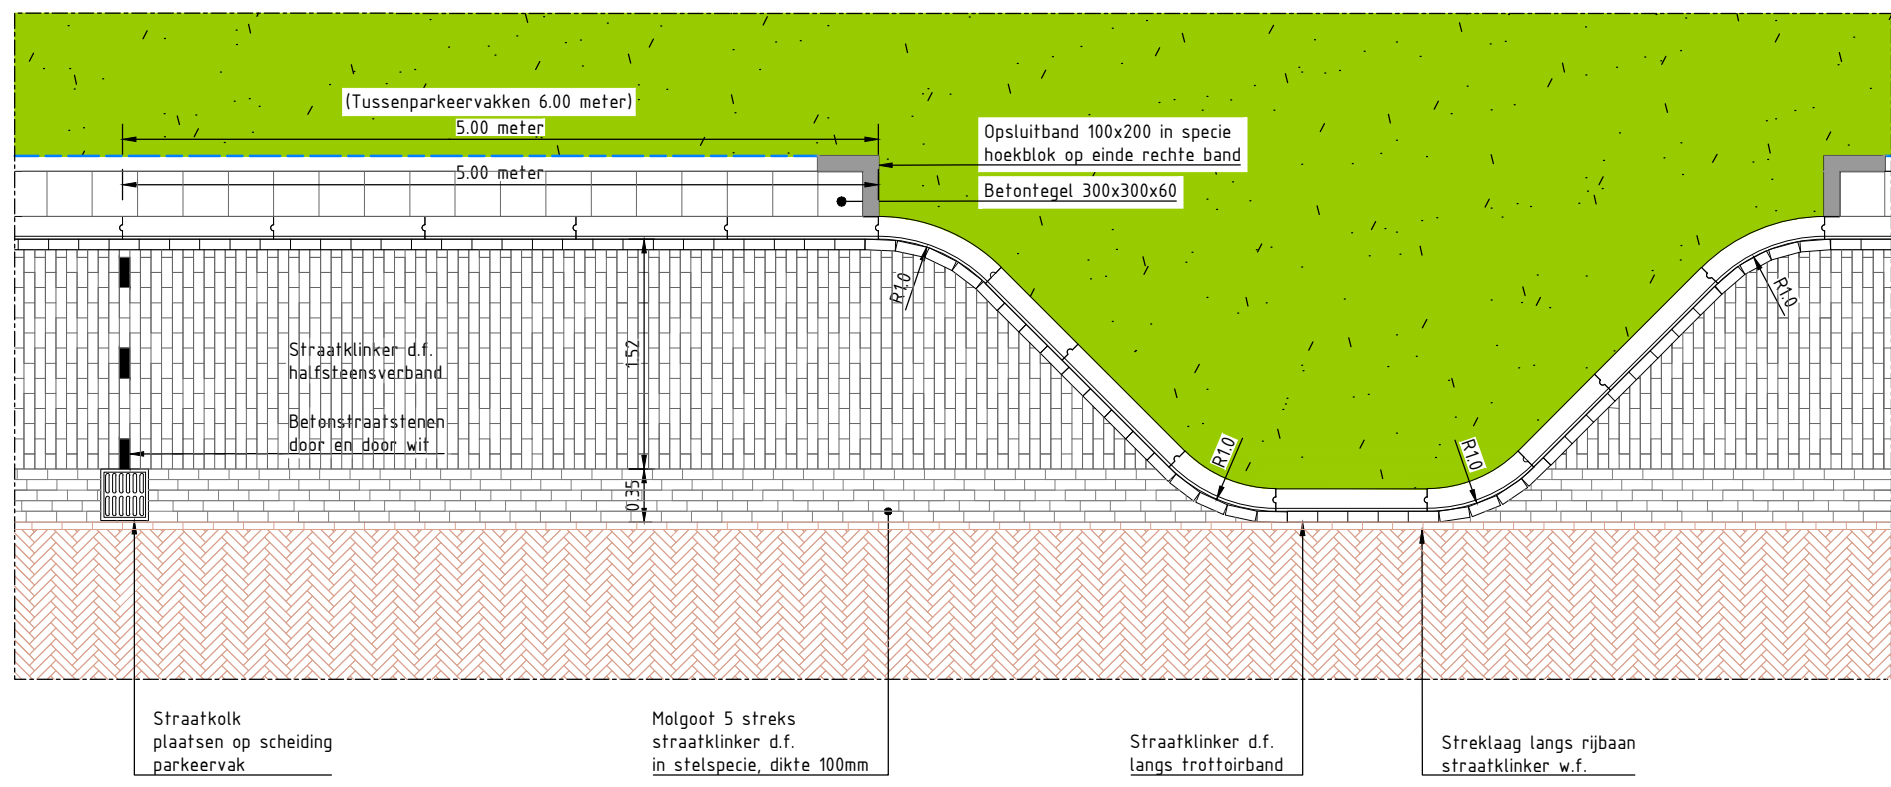 (Tussenparkeervakken 6.00 meter)
5.00 meter
5.00 meter
Opsluitband 100x200 in specie
hoekblok op einde rechte band
Betontegel 300x300x60
R1.0
R1.0
1.52
Straatklinker d.f.
halfsteensverband
Betonstraatstenen
door en door wit
R1.0
R1.0
0.35
Straatkolk
plaatsen op scheiding
parkeervak
Molgoot 5 streks
straatklinker d.f.
in stelspecie, dikte 100mm
Straatklinker d.f.
langs trottoirband
Streklaag langs rijbaan
straatklinker w.f.